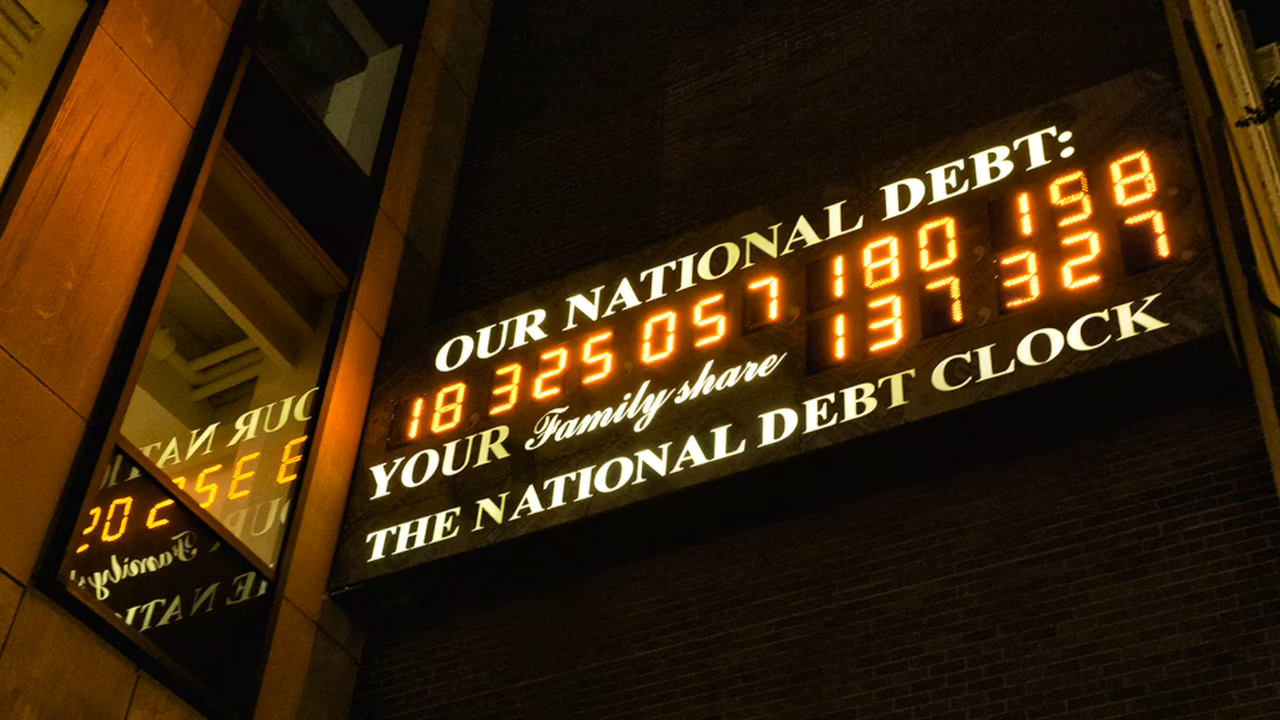 OUR NATIONAL DEBT:
18 325 057 180 198
YOUR Family share 137 327
THE NATIONAL DEBT CLOCK